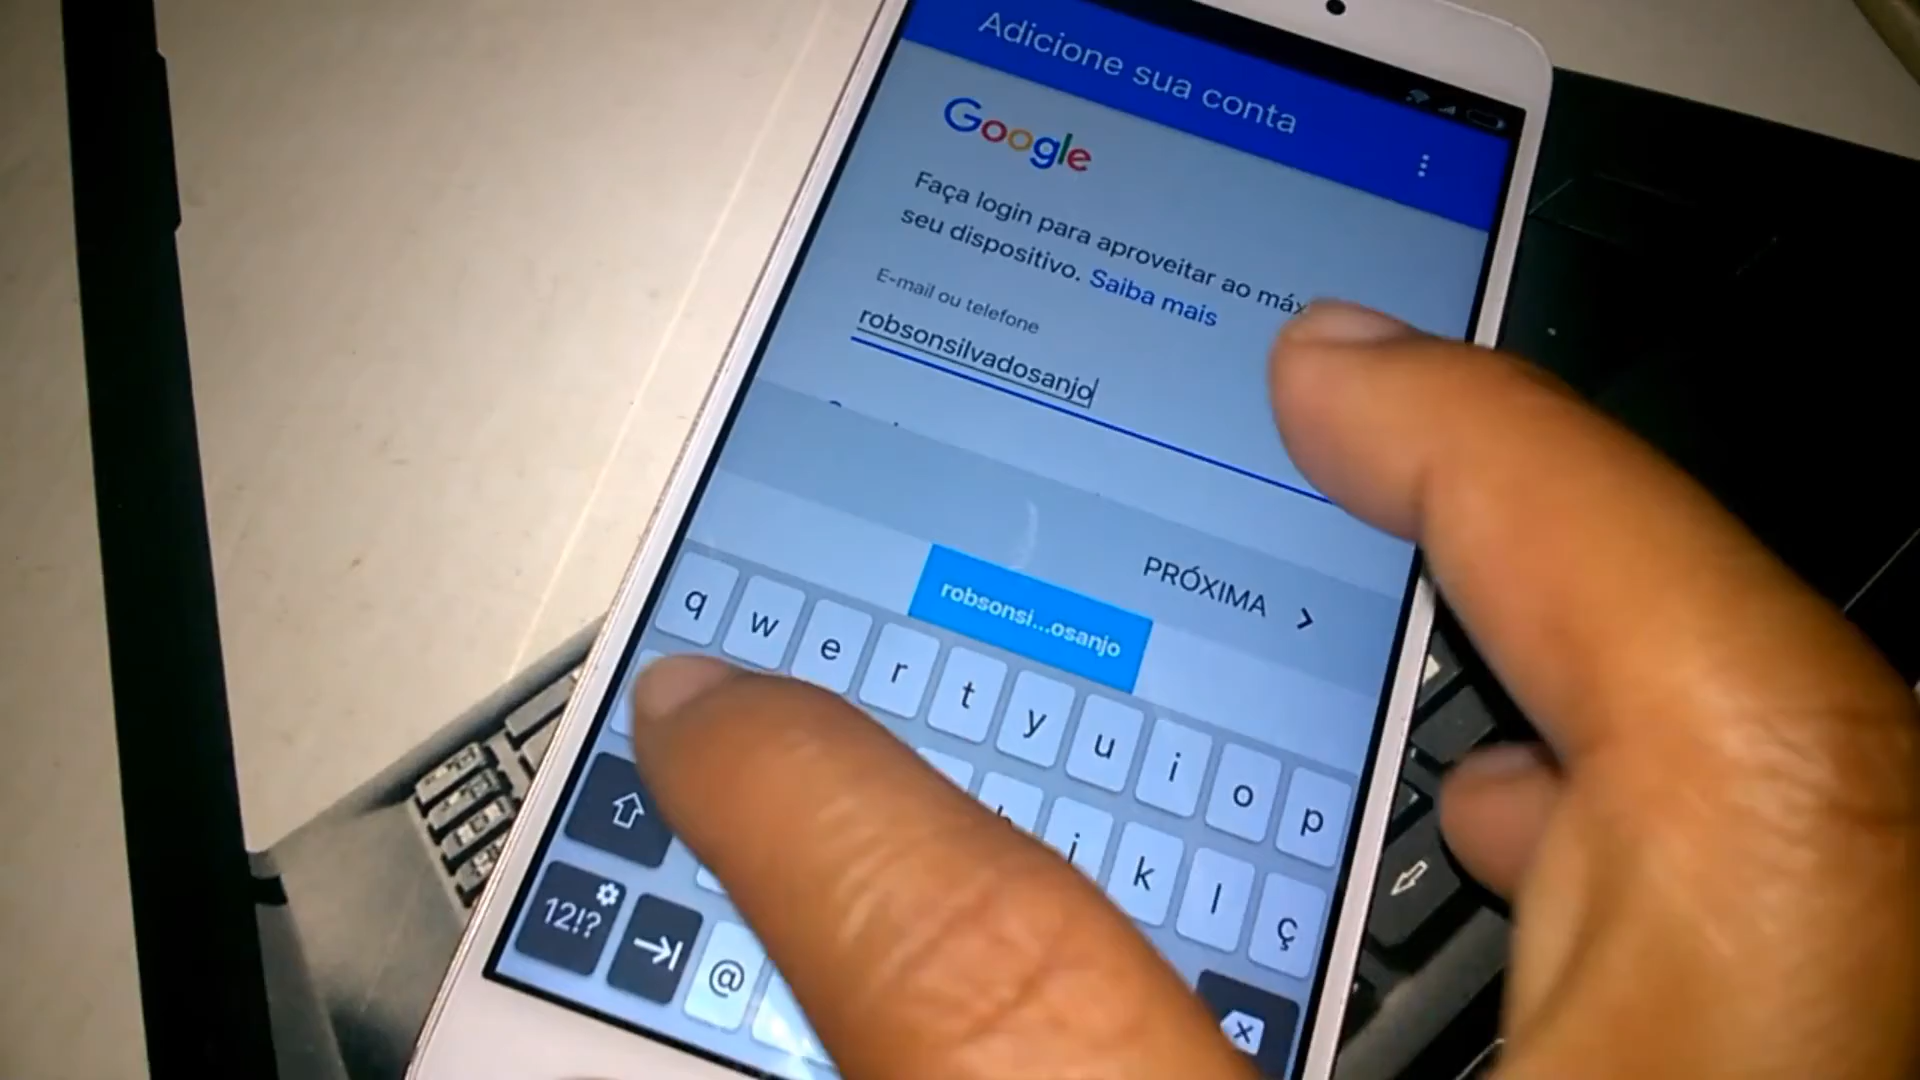 Adicione sua conta
Google
Faça login para aproveitar ao máx
seu dispositivo. Saiba mais
E-mail ou telefone
robsonsilvadosanjo
PRÓXIMA
robsonsi...osanjo
q w e r t y u i o p
j k l ç
12!?
@